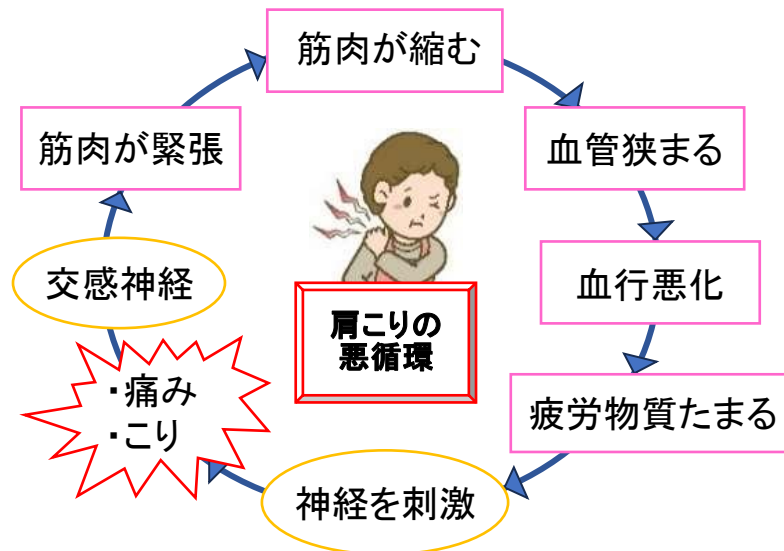 筋肉が縮む
筋肉が緊張
血管狭まる
交感神経
血行悪化
肩こりの
悪循環
・痛み
・こり
疲労物質たまる
神経を刺激